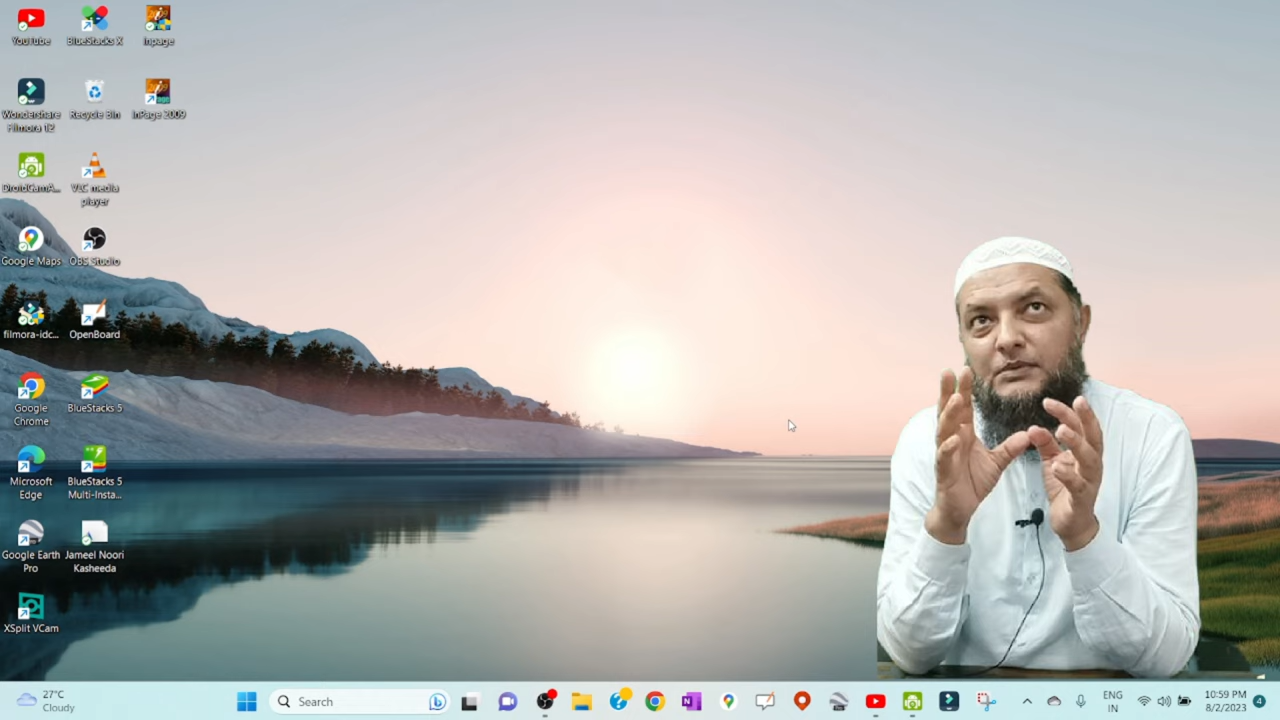 YouTube
BlueStacks X
Inpage
Wondershare
Filmora 12
Recycle Bin
InPage 2009
DroidCamA...
VLC media
player
Google Maps
OBS Studio
filmora-idc...
OpenBoard
Google
Chrome
BlueStacks 5
Microsoft
Edge
BlueStacks 5
Multi-Insta...
Google Earth
Pro
Jameel Noori
Kasheeda
XSplit VCam
27°C
Cloudy
Search
ENG
IN
10:59 PM
8/2/2023
4